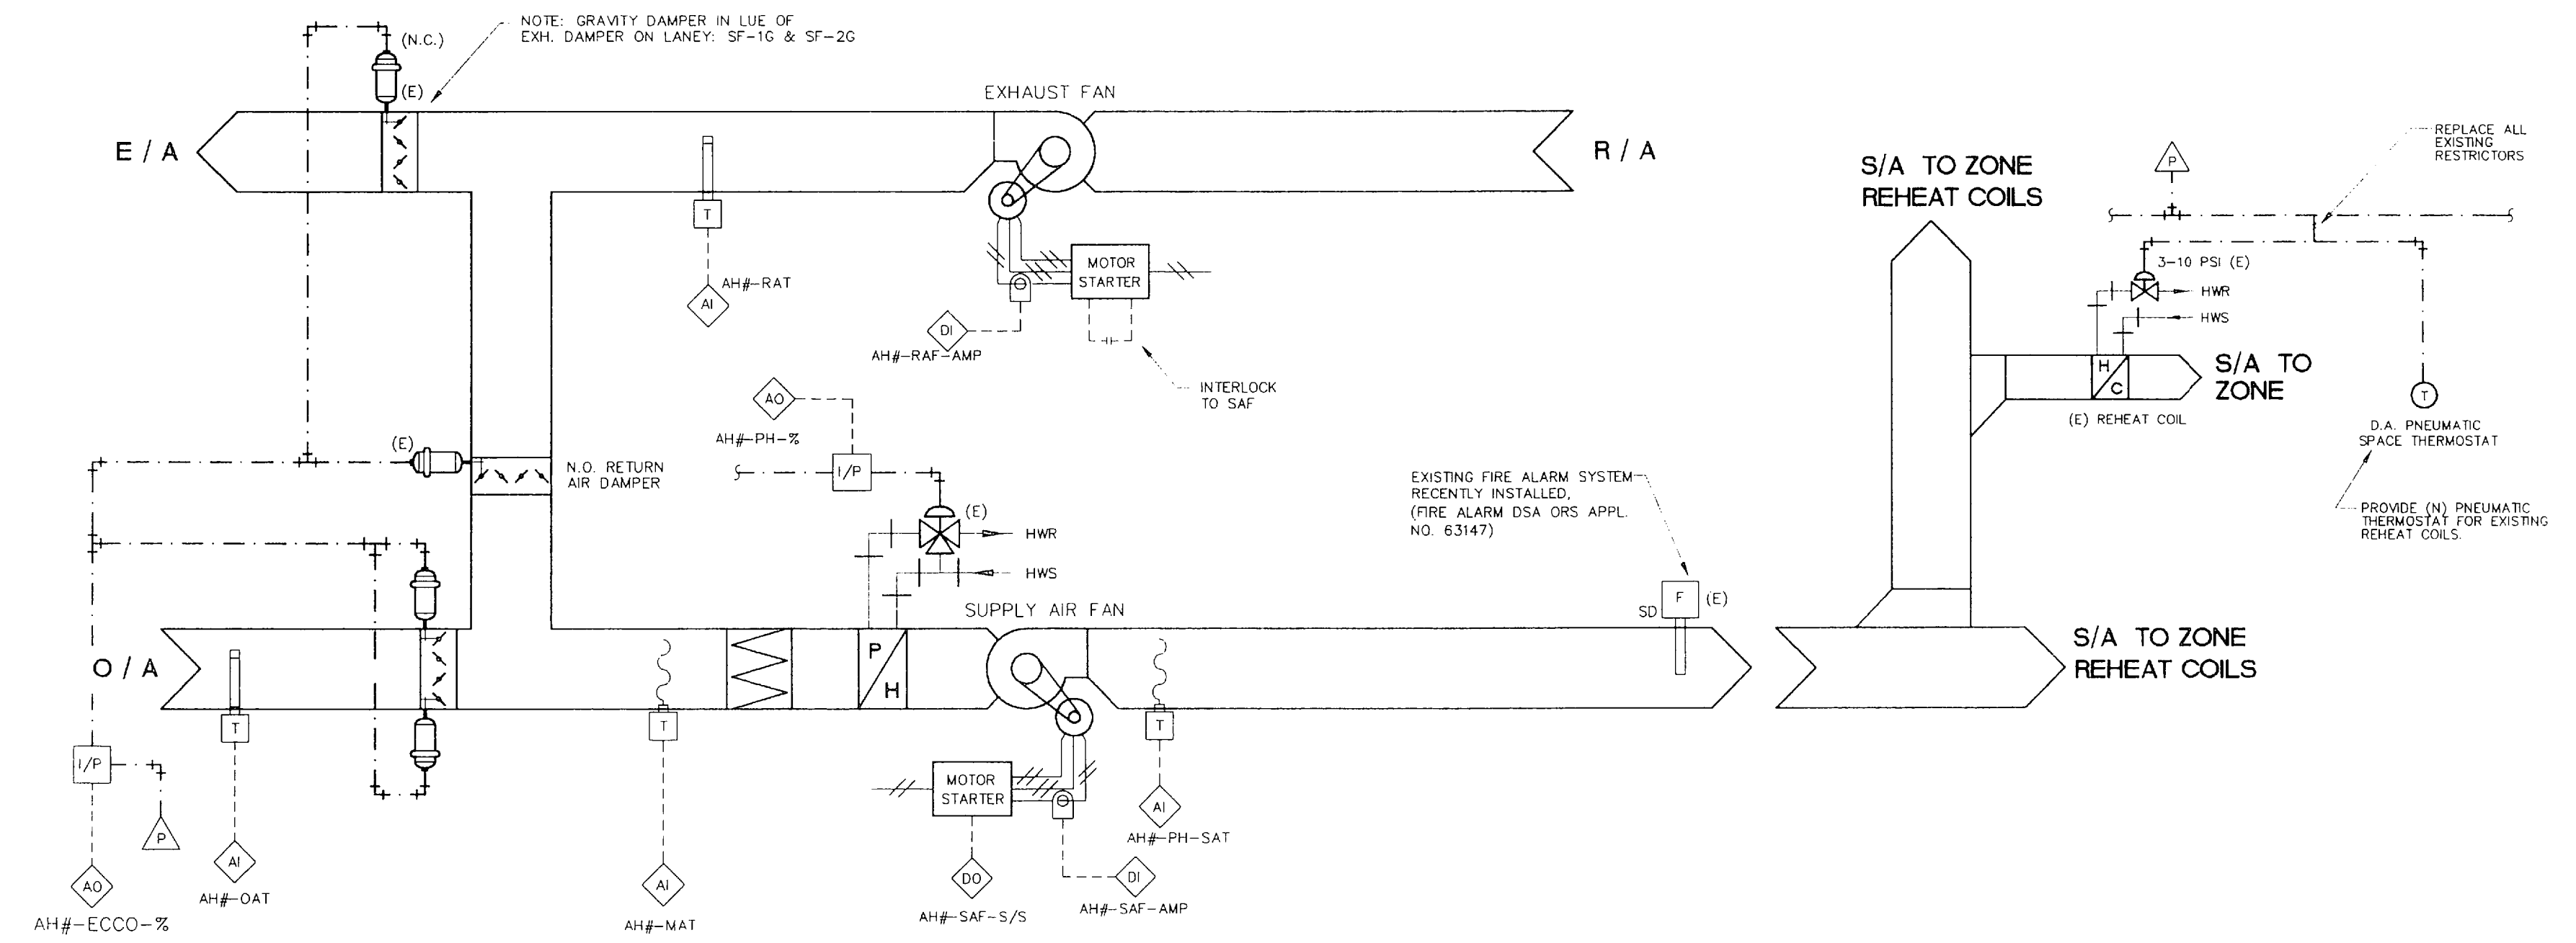 NOTE: GRAVITY DAMPER IN LUE OF
EXH. DAMPER ON LANEY: SF-1G & SF-2G
(N.C.)
(E)
EXHAUST FAN
E / A
R / A
T
AI
AH#-RAT
MOTOR
STARTER
DI
AH#-RAF-AMP
INTERLOCK
TO SAF
AO
AH#-PH-%
I/P
(E)
N.O. RETURN
AIR DAMPER
(E)
HWR
HWS
SUPPLY AIR FAN
EXISTING FIRE ALARM SYSTEM
RECENTLY INSTALLED,
(FIRE ALARM DSA ORS APPL.
NO. 63147)
SD
F
(E)
O / A
T
P
H
T
T
I/P
P
AO
AH#-ECCO-%
AI
AH#-OAT
AI
AH#-MAT
MOTOR
STARTER
DO
AH#-SAF-S/S
DI
AH#-SAF-AMP
AI
AH#-PH-SAT
S/A TO ZONE
REHEAT COILS
P
REPLACE ALL
EXISTING
RESTRICTORS
3-10 PSI (E)
HWR
HWS
H
C
S/A TO
ZONE
(E) REHEAT COIL
T
D.A. PNEUMATIC
SPACE THERMOSTAT
PROVIDE (N) PNEUMATIC
THERMOSTAT FOR EXISTING
REHEAT COILS.
S/A TO ZONE
REHEAT COILS